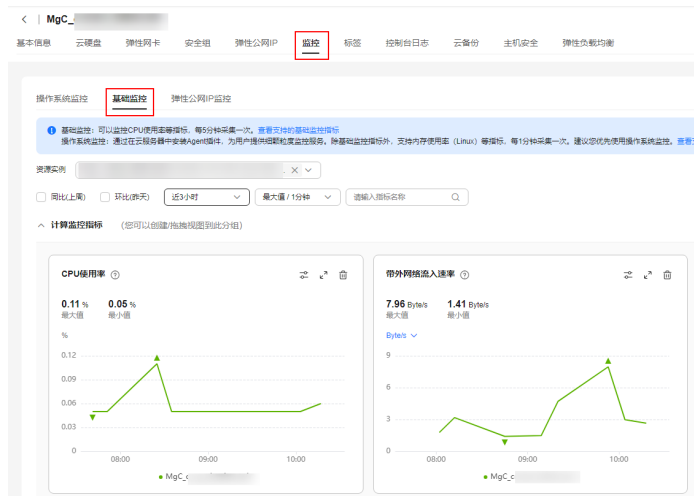 MgC_
基本信息 云硬盘 弹性网卡 安全组 弹性公网IP 监控 标签 控制台日志 云备份 主机安全 弹性负载均衡
操作系统监控 基础监控 弹性公网IP监控
基础监控：可以监控CPU使用率等指标，每5分钟采集一次。查看支持的基础监控指标
操作系统监控：通过在云服务器中安装Agent插件，为用户提供细颗粒度监控服务。除基础监控指标外，支持内存使用率（Linux）等指标，每1分钟采集一次。建议您优先使用操作系统监控。查看
资源实例
同比(上周) 环比(昨天) 近3小时 最大值 / 1分钟 请输入指标名称
计算监控指标 （您可以创建/拖拽视图到此分组）
CPU使用率
0.11 % 0.05 %
最大值 最小值
%
0.12
0.09
0.06
0.03
0
08:00 09:00 10:00
MgC_c
带外网络流入速率
7.96 Byte/s 1.41 Byte/s
最大值 最小值
Byte/s
9
6
3
0
08:00 09:00 10:00
MgC_c